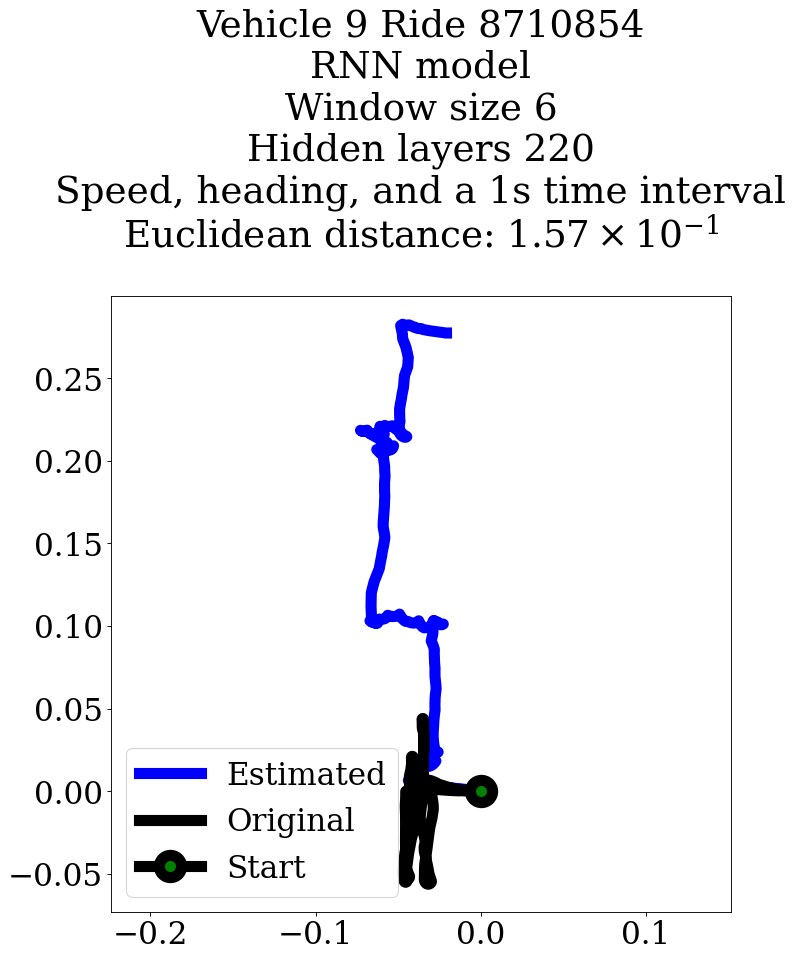 Vehicle 9 Ride 8710854
RNN model
Window size 6
Hidden layers 220
Speed, heading, and a 1s time interval
Euclidean distance: 1.57 × 10⁻¹
0.25
0.20
0.15
0.10
0.05
0.00
−0.05
Estimated
Original
Start
−0.2
−0.1
0.0
0.1